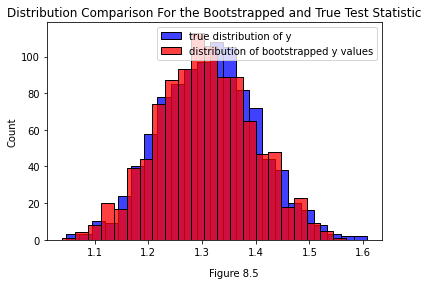 Distribution Comparison For the Bootstrapped and True Test Statistic
true distribution of y
distribution of bootstrapped y values
Count
100
80
60
40
20
0
1.1 1.2 1.3 1.4 1.5 1.6
Figure 8.5